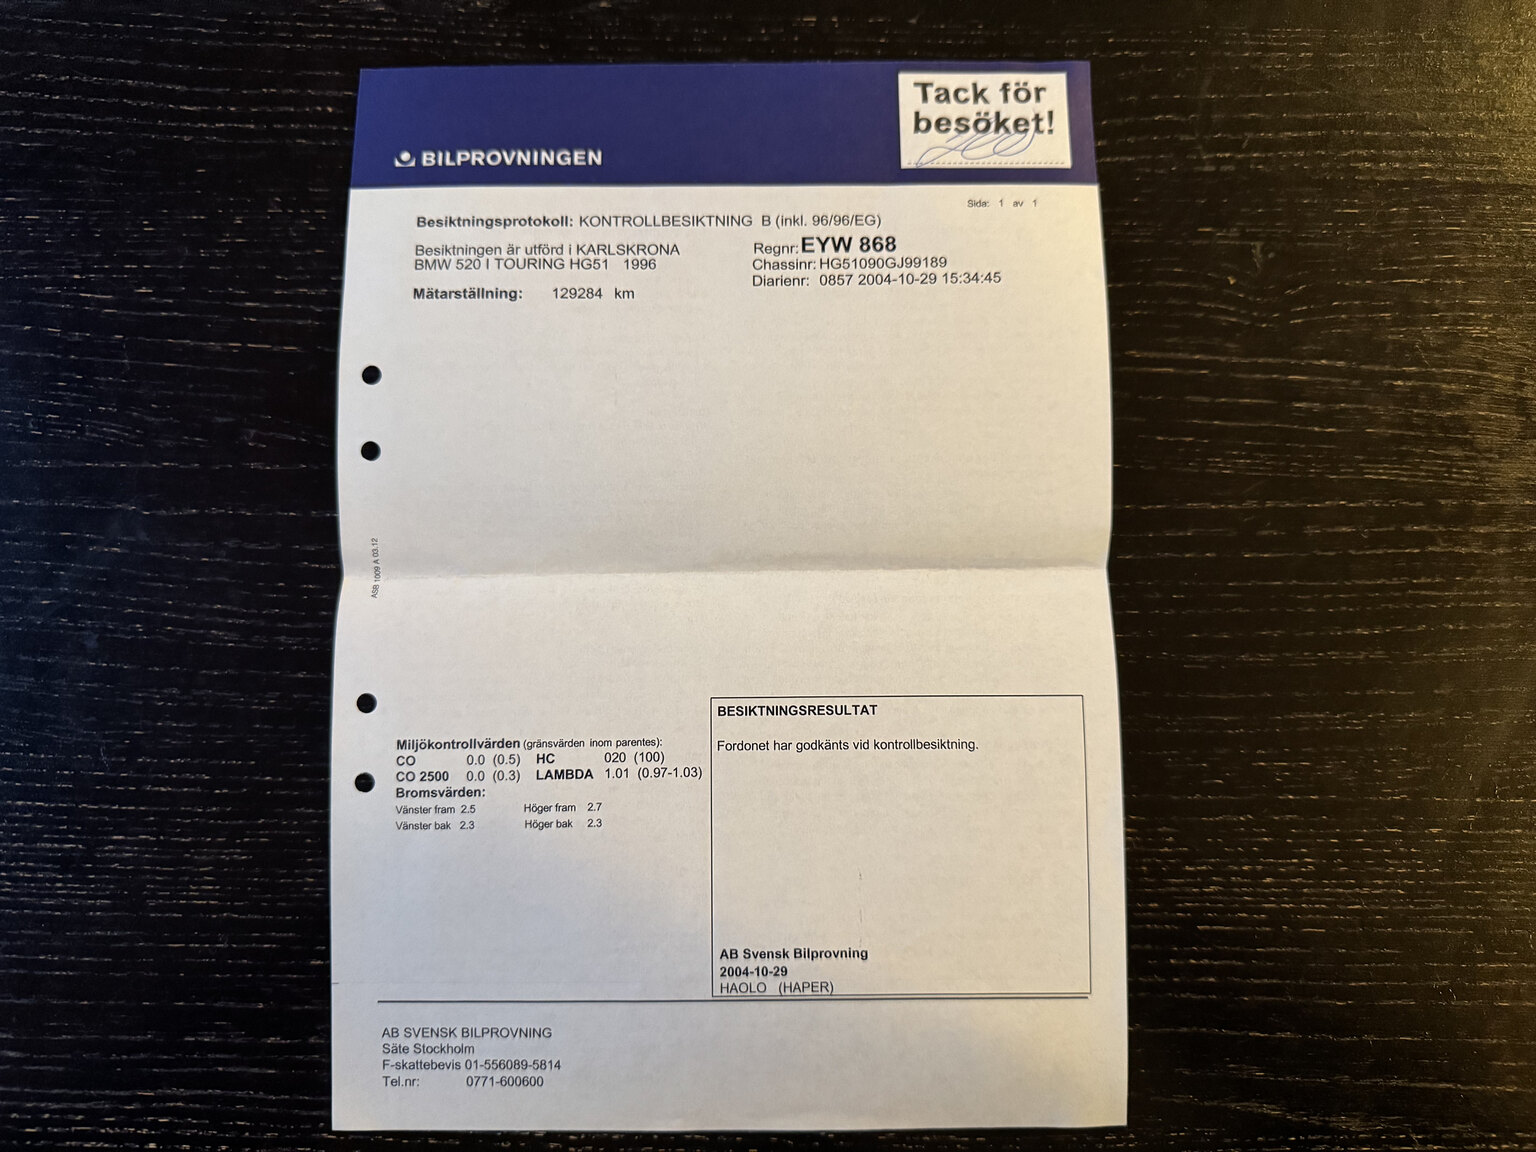 Tack för
besöket!
BILPROVNINGEN
Sida: 1 av 1
Besiktningsprotokoll: KONTROLLBESIKTNING B (inkl. 96/96/EG)
Besiktningen är utförd i KARLSKRONA
BMW 520 I TOURING HG51 1996
Mätarställning: 129284 km
Regnr: EYW 868
Chassinr: HG51090GJ99189
Diarienr: 0857 2004-10-29 15:34:45
ASB 1009 A 03.12
Miljökontrollvärden (gränsvärden inom parentes):
CO 0.0 (0.5) HC 020 (100)
CO 2500 0.0 (0.3) LAMBDA 1.01 (0.97-1.03)
Bromsvärden:
Vänster fram 2.5 Höger fram 2.7
Vänster bak 2.3 Höger bak 2.3
BESIKTNINGSRESULTAT
Fordonet har godkänts vid kontrollbesiktning.
AB Svensk Bilprovning
2004-10-29
HAOLO (HAPER)
AB SVENSK BILPROVNING
Säte Stockholm
F-skattebevis 01-556089-5814
Tel.nr: 0771-600600